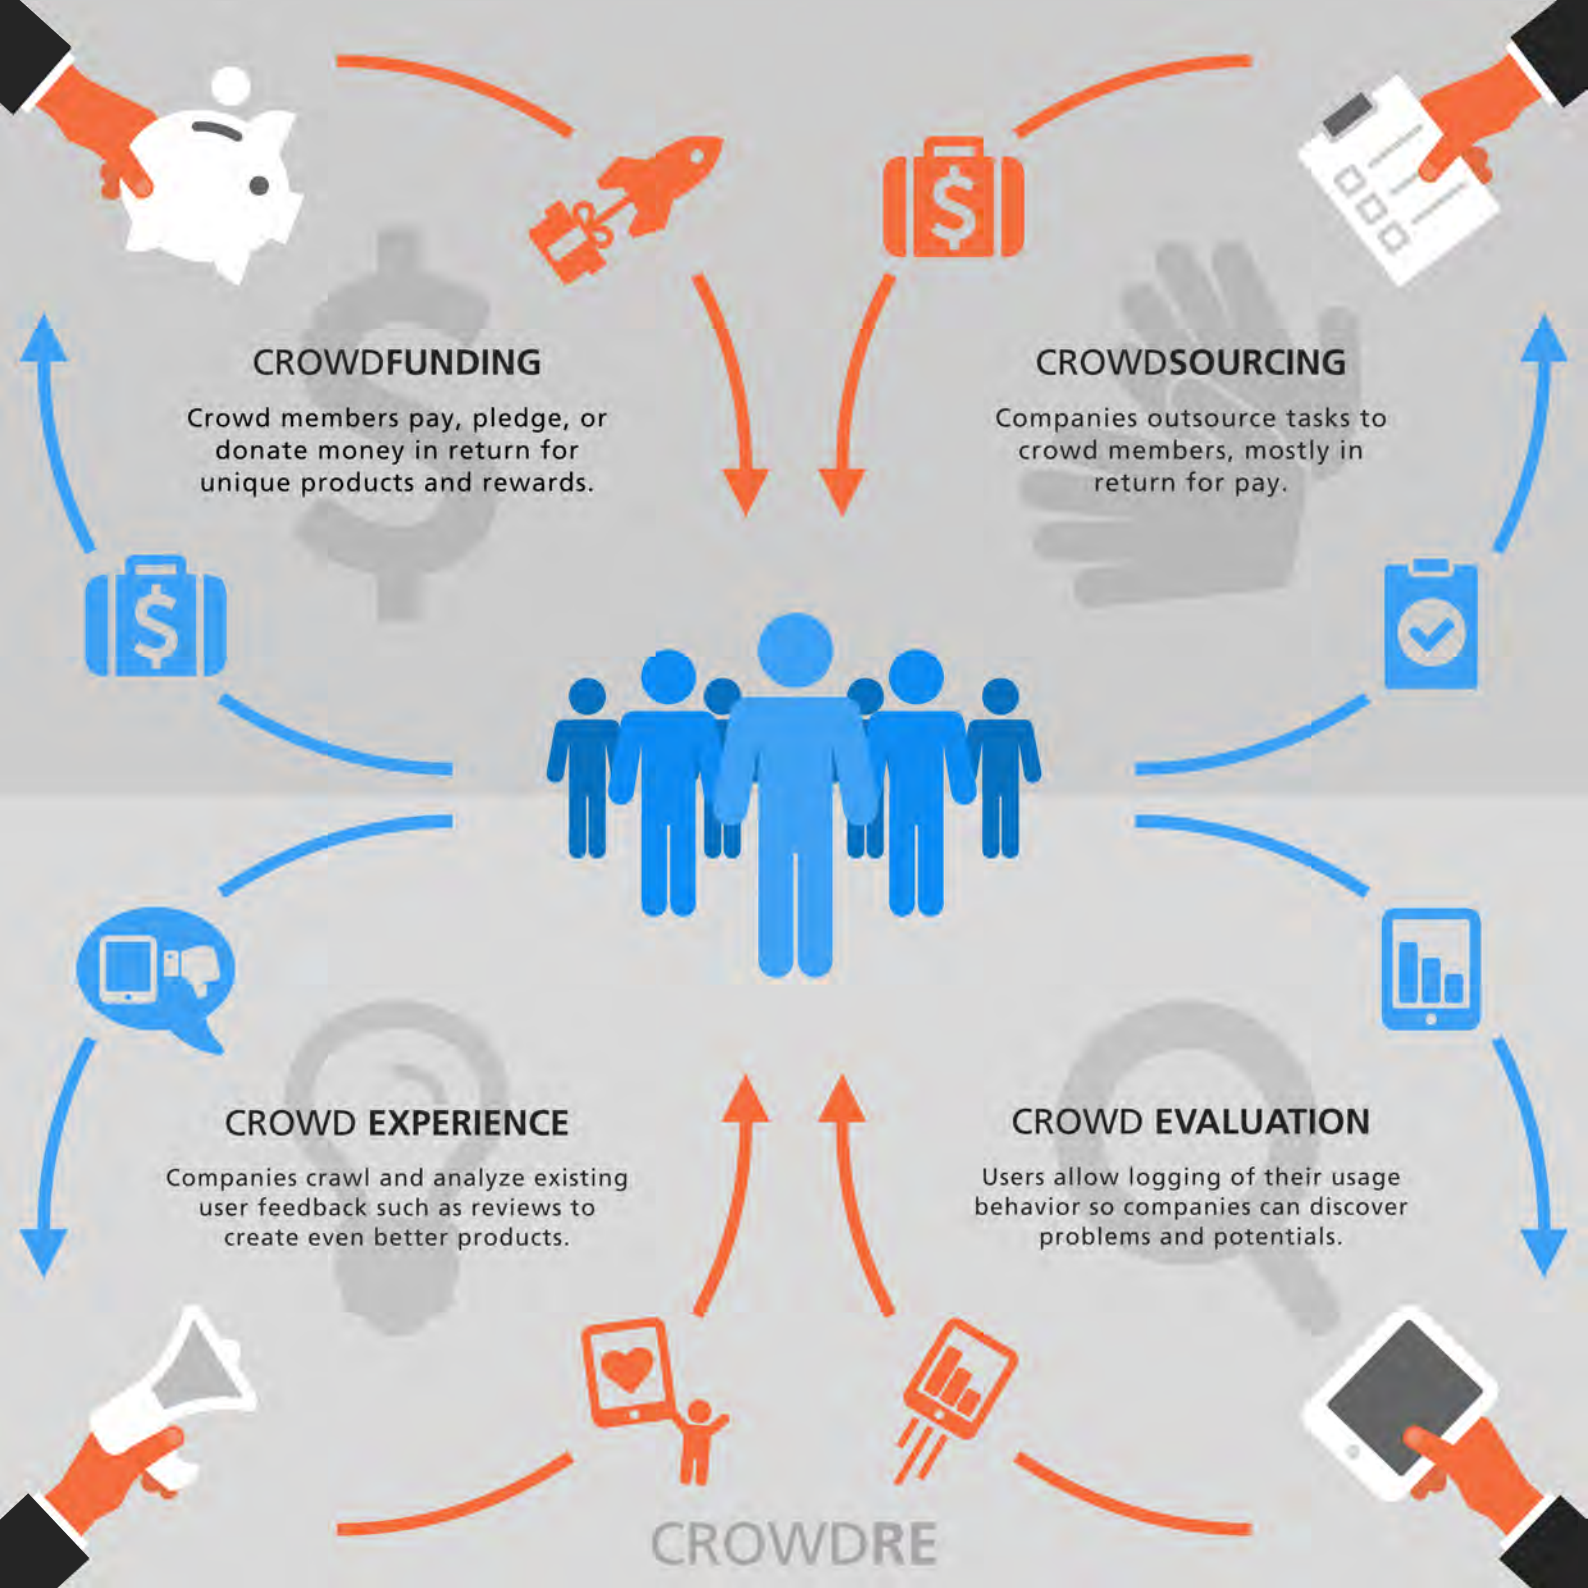 CROWDFUNDING
Crowd members pay, pledge, or
donate money in return for
unique products and rewards.
$
CROWDSOURCING
Companies outsource tasks to
crowd members, mostly in
return for pay.
$
CROWD EXPERIENCE
Companies crawl and analyze existing
user feedback such as reviews to
create even better products.
CROWD EVALUATION
Users allow logging of their usage
behavior so companies can discover
problems and potentials.
CROWDRE